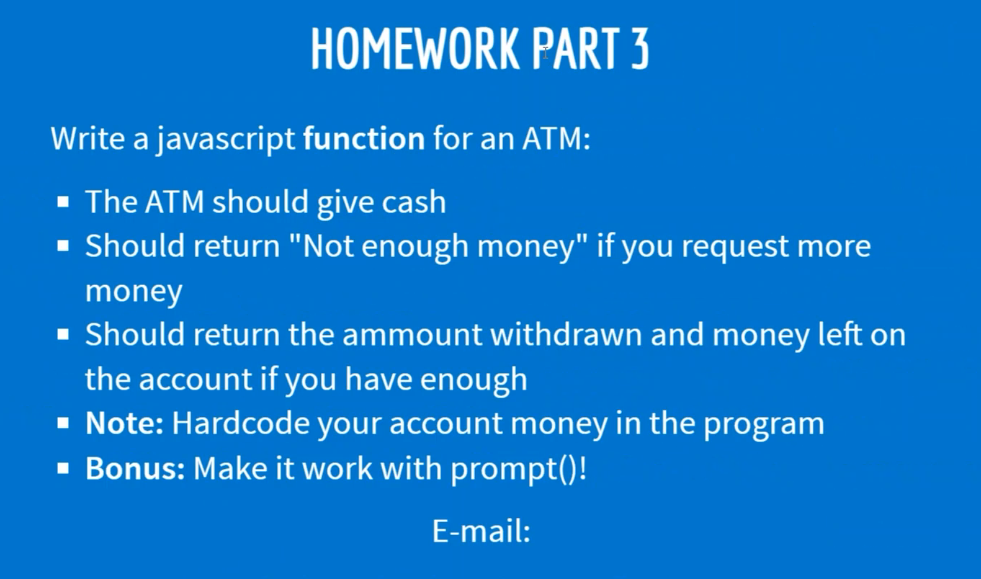 HOMEWORK PART 3
Write a javascript function for an ATM:
▪ The ATM should give cash
▪ Should return "Not enough money" if you request more
money
▪ Should return the ammount withdrawn and money left on
the account if you have enough
▪ Note: Hardcode your account money in the program
▪ Bonus: Make it work with prompt()!
E-mail: